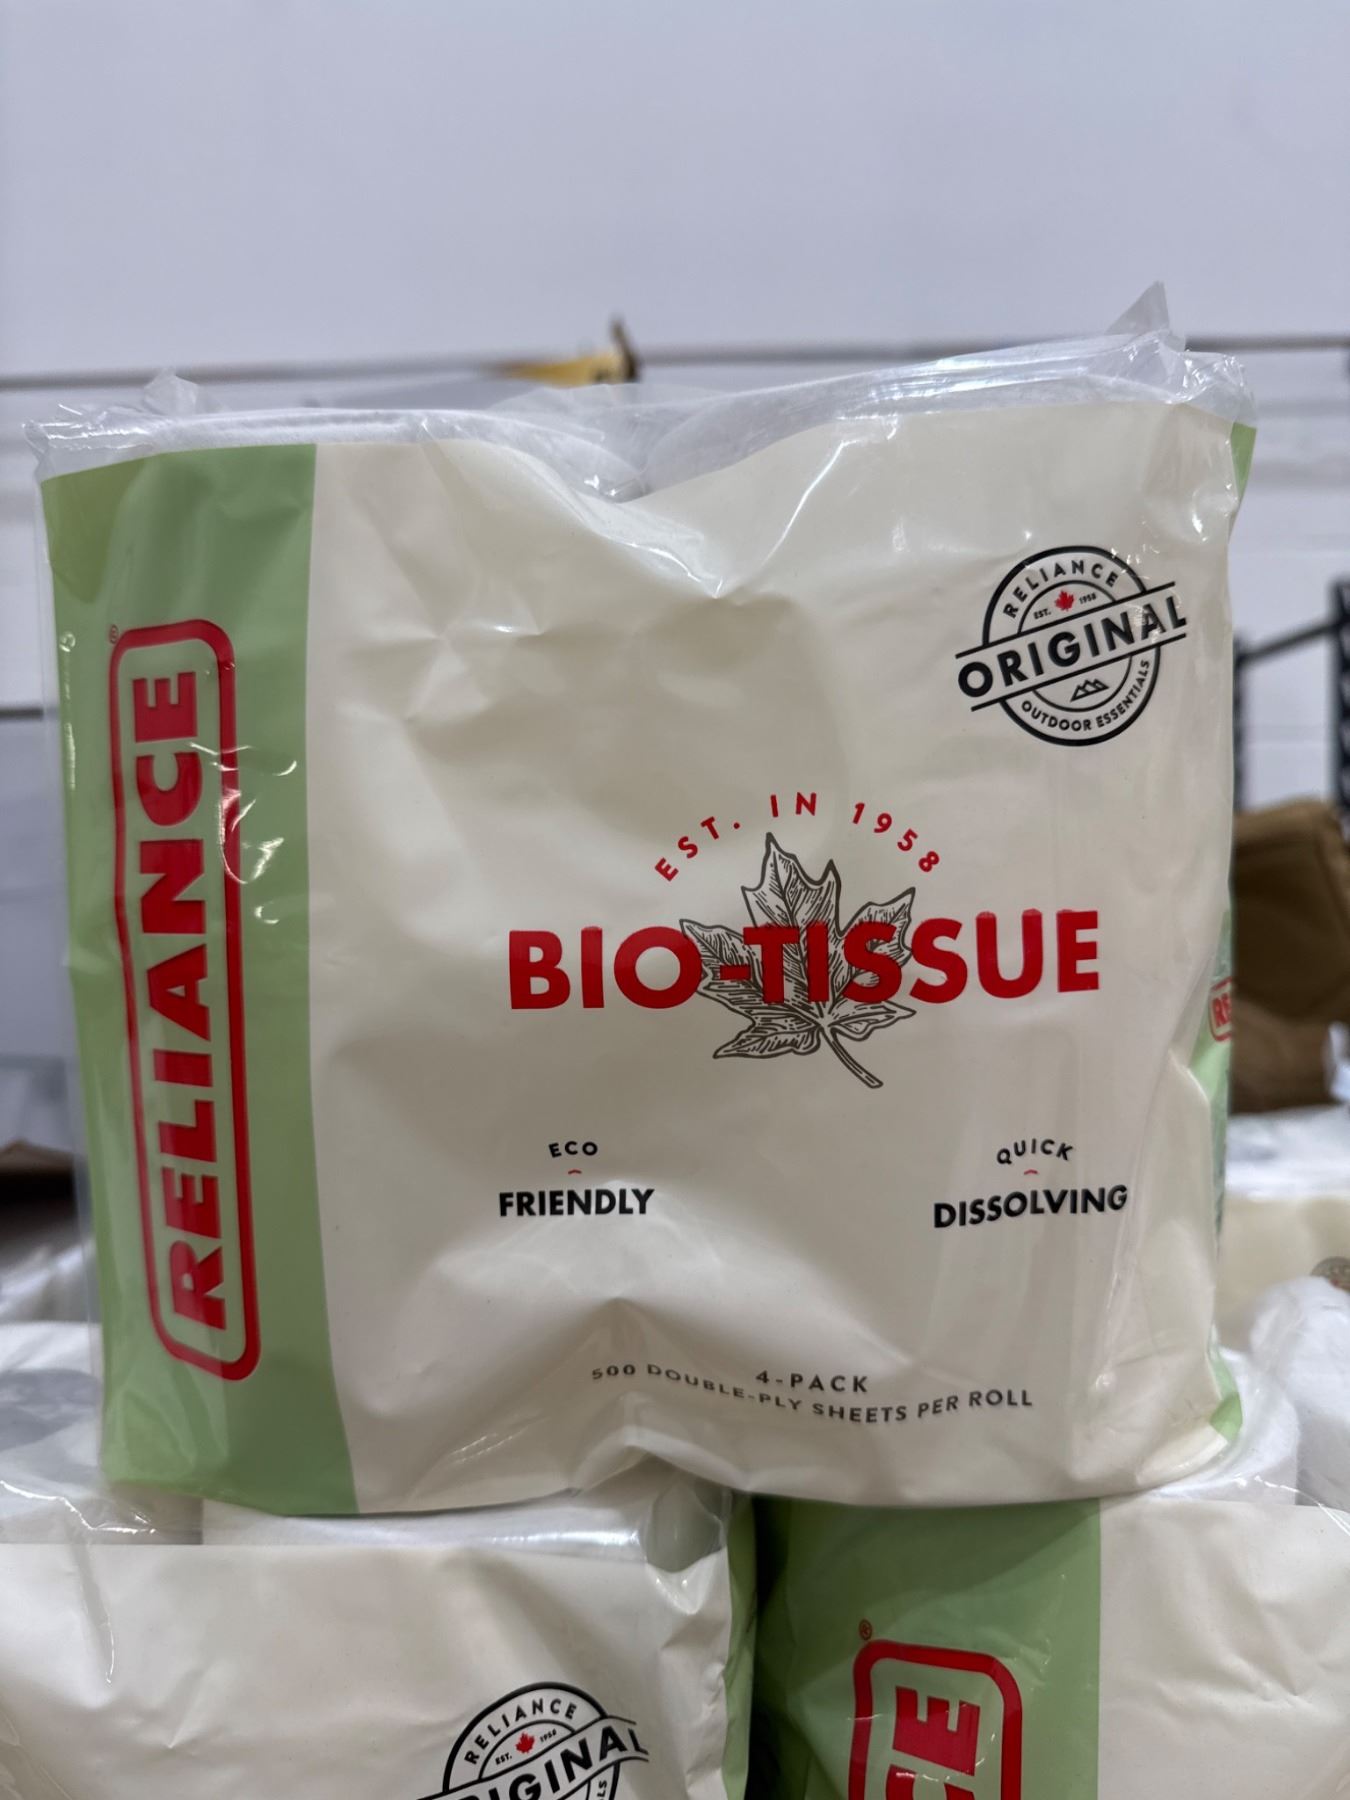 RELIANCE
®
RELIANCE
EST. 1958
ORIGINAL
OUTDOOR ESSENTIALS
EST. IN 1958
BIO-TISSUE
ECO
FRIENDLY
QUICK
DISSOLVING
4-PACK
500 DOUBLE-PLY SHEETS PER ROLL
RELIANCE
EST. 1958
®